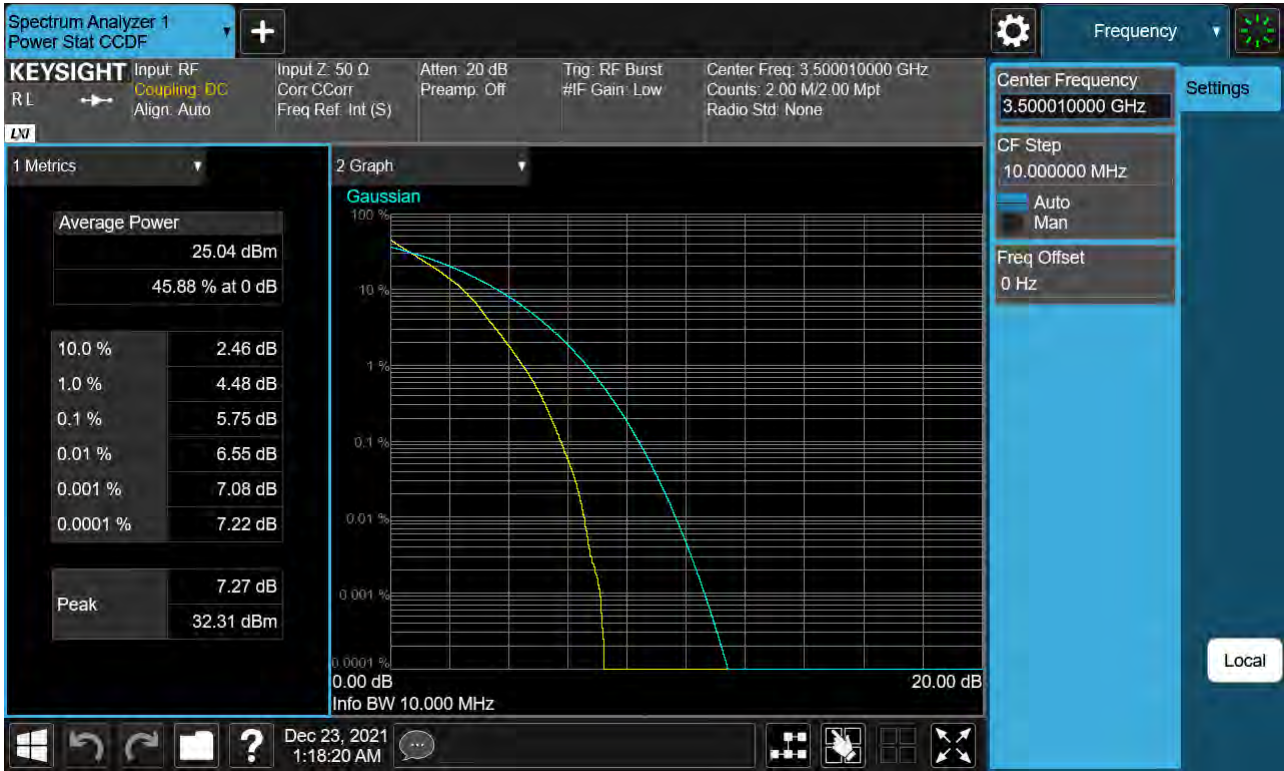 Spectrum Analyzer 1
Power Stat CCDF
+
Frequency
KEYSIGHT
RL
LXI
Input: RF
Coupling: DC
Align: Auto
Input Z: 50 Ω
Corr CCorr
Freq Ref: Int (S)
Atten: 20 dB
Preamp: Off
Trig: RF Burst
#IF Gain: Low
Center Freq: 3.500010000 GHz
Counts: 2.00 M/2.00 Mpt
Radio Std: None
Center Frequency
3.500010000 GHz
Settings
CF Step
10.000000 MHz
Auto
Man
Freq Offset
0 Hz
1 Metrics
Average Power
25.04 dBm
45.88 % at 0 dB
10.0 % 2.46 dB
1.0 % 4.48 dB
0.1 % 5.75 dB
0.01 % 6.55 dB
0.001 % 7.08 dB
0.0001 % 7.22 dB
Peak
7.27 dB
32.31 dBm
2 Graph
Gaussian
100 %
10 %
1 %
0.1 %
0.01 %
0.001 %
0.0001 %
0.00 dB 20.00 dB
Info BW 10.000 MHz
Local
? Dec 23, 2021
1:18:20 AM